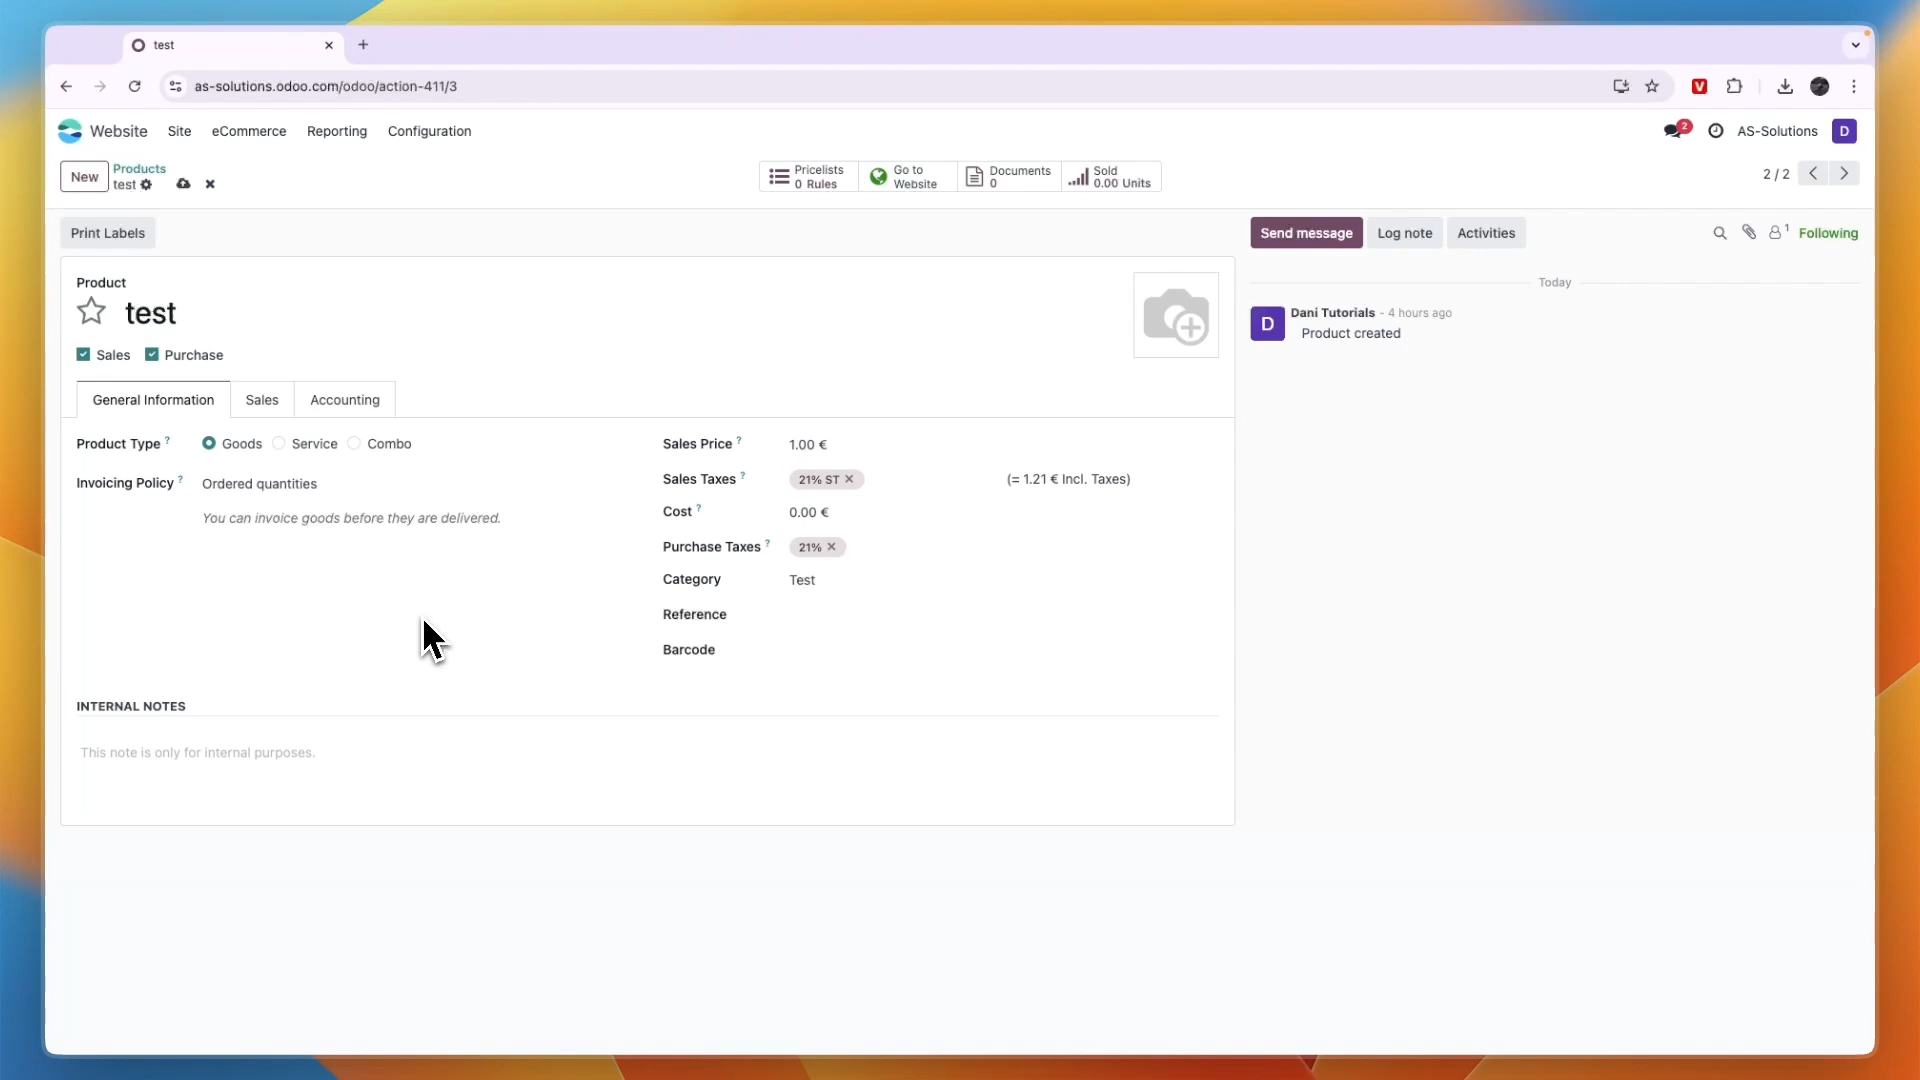 test
as-solutions.odoo.com/odoo/action-411/3
V
Website Site eCommerce Reporting Configuration
2 AS-Solutions D
New Products
test
Pricelists
0 Rules
Go to
Website
Documents
0
Sold
0.00 Units
2 / 2
Print Labels
Send message Log note Activities 1 Following
Product
test
Sales Purchase
General Information Sales Accounting
Product Type ? Goods Service Combo
Invoicing Policy ? Ordered quantities
You can invoice goods before they are delivered.
Sales Price ? 1.00 €
Sales Taxes ? 21% ST (= 1.21 € Incl. Taxes)
Cost ? 0.00 €
Purchase Taxes ? 21%
Category Test
Reference
Barcode
INTERNAL NOTES
This note is only for internal purposes.
Today
D Dani Tutorials - 4 hours ago
Product created